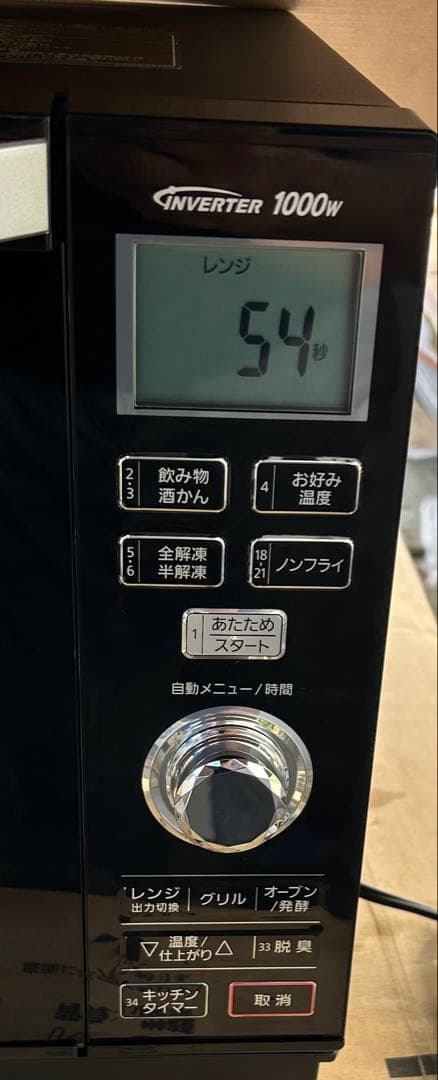 INVERTER 1000W
レンジ
54秒
2・3 飲み物
酒かん
4 お好み
温度
5・6 全解凍
半解凍
18・21 ノンフライ
1 あたため
スタート
自動メニュー/時間
レンジ
出力切換
グリル
オーブン
/発酵
▽ 温度/
仕上がり △
33 脱臭
34 キッチン
タイマー
取消